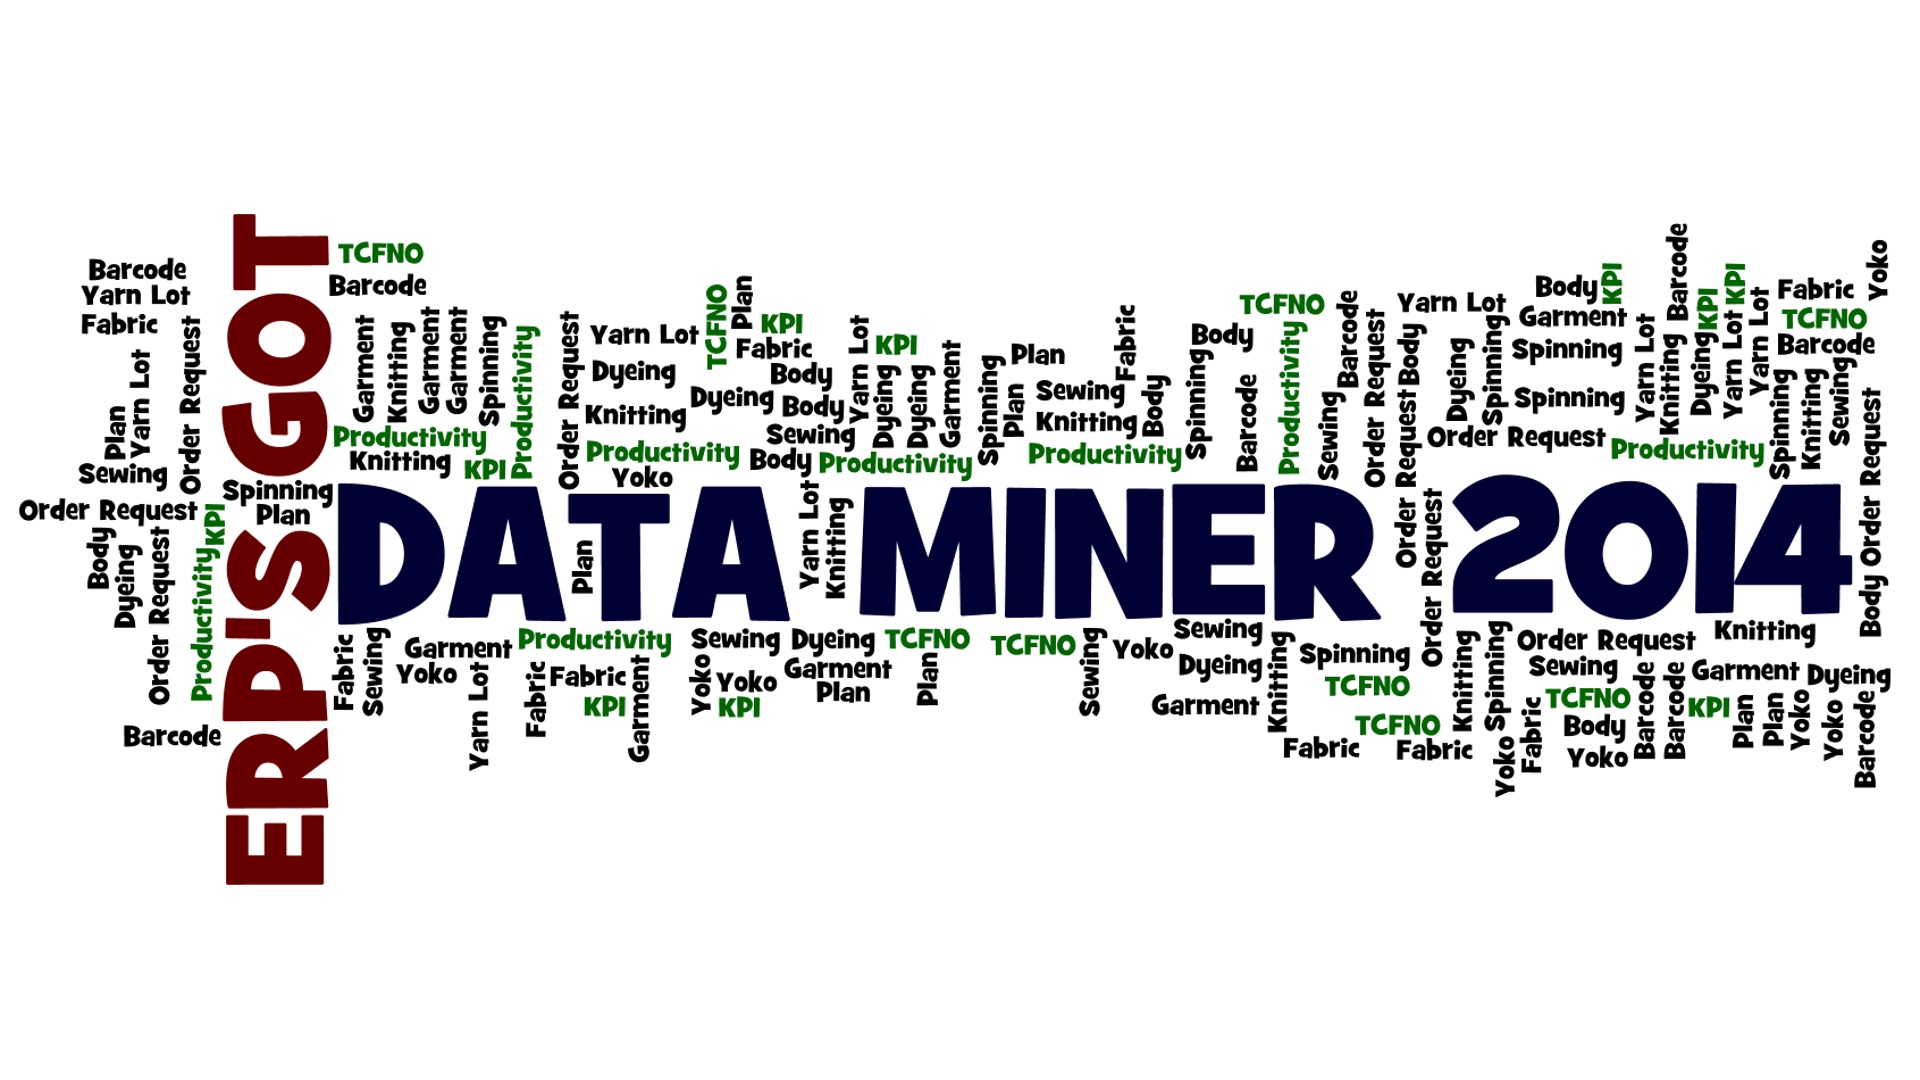 ERP'S GOT
DATA MINER 2014
Barcode
Yarn Lot
Fabric
Plan
Yarn Lot
Order Request
Sewing
Order Request
Body
Dyeing
Order Request
Productivity
KPI
Barcode
Spinning
Plan
TCFNO
Barcode
Garment
Knitting
Garment
Garment
Spinning
Productivity
Productivity
Knitting
KPI
Order Request
Yarn Lot
Dyeing
Knitting
Productivity
Yoko
TCFNO
Plan
KPI
Fabric
Body
Dyeing
Body
Sewing
Body
Yarn Lot
KPI
Dyeing
Dyeing
Garment
Productivity
Spinning
Plan
Plan
Sewing
Knitting
Productivity
Fabric
Body
Spinning
Body
Barcode
TCFNO
Productivity
Sewing
Barcode
Order Request
Body
Yarn Lot
Order Request
Dyeing
Spinning
Body
KPI
Garment
Spinning
Spinning
Order Request
Productivity
Yarn Lot
Knitting
Barcode
Dyeing
KPI
Yarn Lot
KPI
Yarn Lot
Fabric
TCFNO
Barcode
Yoko
Spinning
Knitting
Sewing
Order Request
Body
Plan
Yarn Lot
Knitting
Order Request
Fabric
Sewing
Garment
Yoko
Yarn Lot
Productivity
Fabric
Fabric
KPI
Garment
Sewing
Yoko
Yoko
KPI
Dyeing
Garment
Plan
TCFNO
Plan
TCFNO
Sewing
Yoko
Sewing
Dyeing
Garment
Knitting
Spinning
TCFNO
TCFNO
Fabric
Fabric
Knitting
Spinning
Yoko
Fabric
Order Request
Sewing
TCFNO
Body
Yoko
Barcode
Barcode
Knitting
Garment
KPI
Plan
Plan
Yoko
Yoko
Dyeing
Barcode